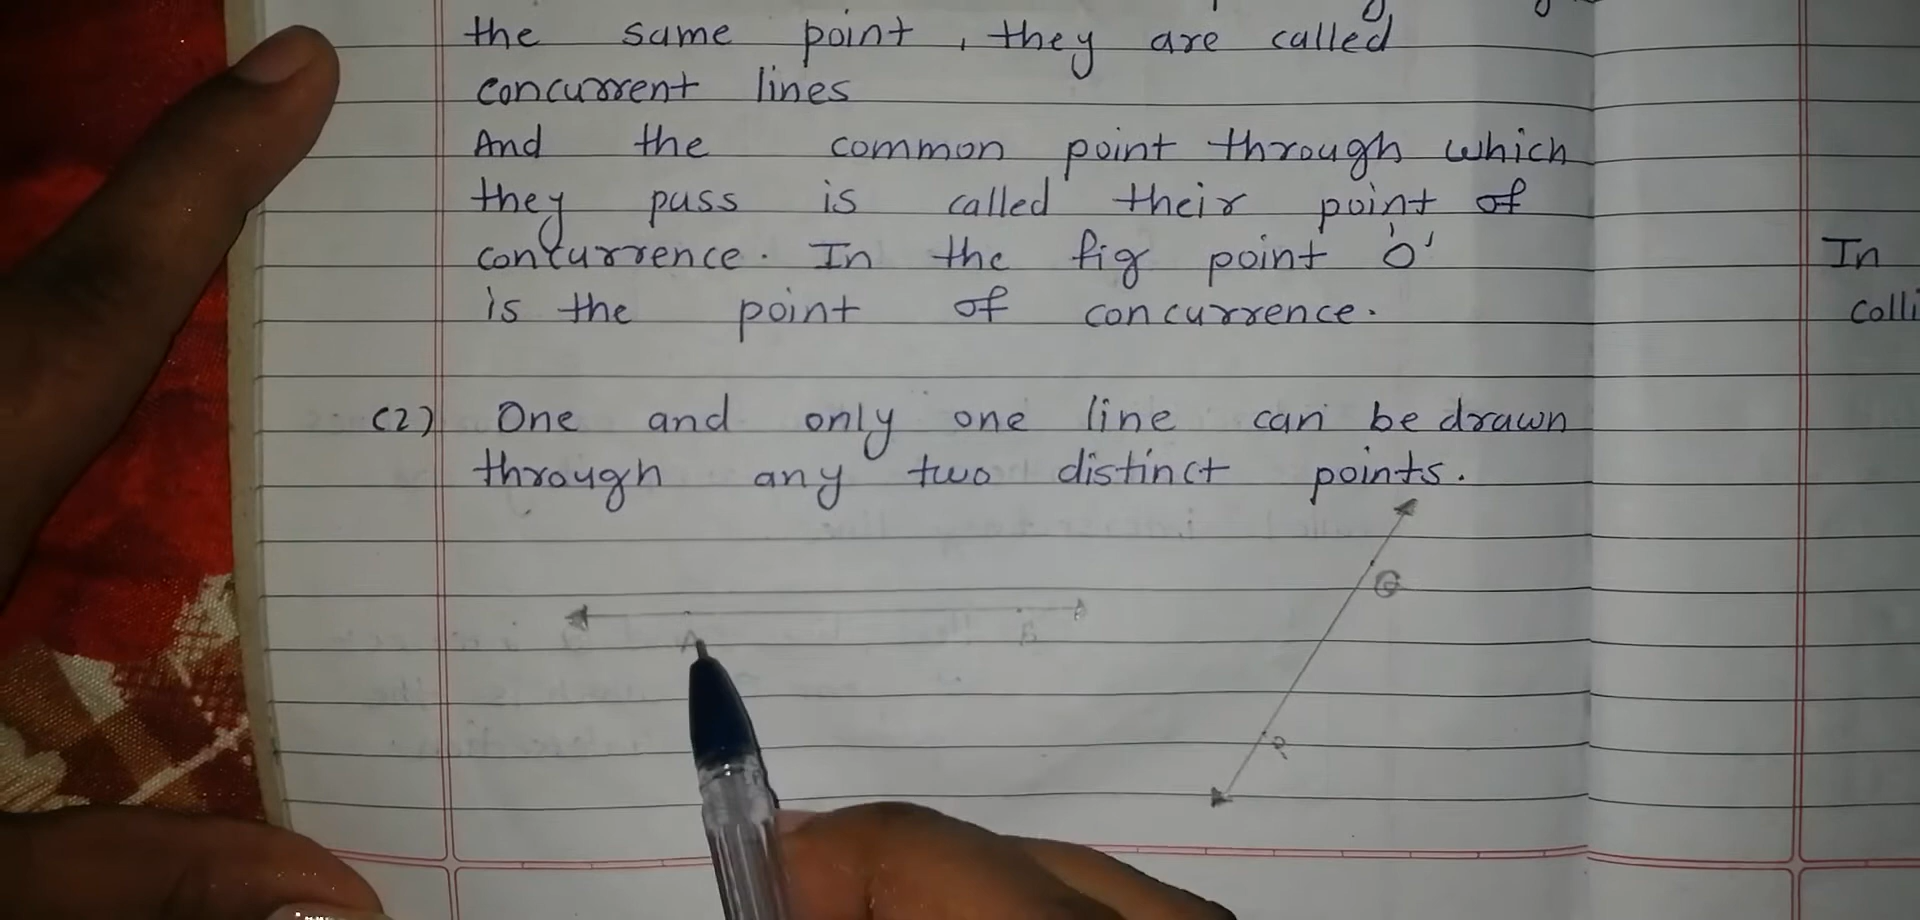 the same point, they are called
concurrent lines
And the common point through which
they pass is called their point of
concurrence. In the fig point 'O'
is the point of concurrence.
(2) One and only one line can be drawn
through any two distinct points.
A B
Q
P
In
colli